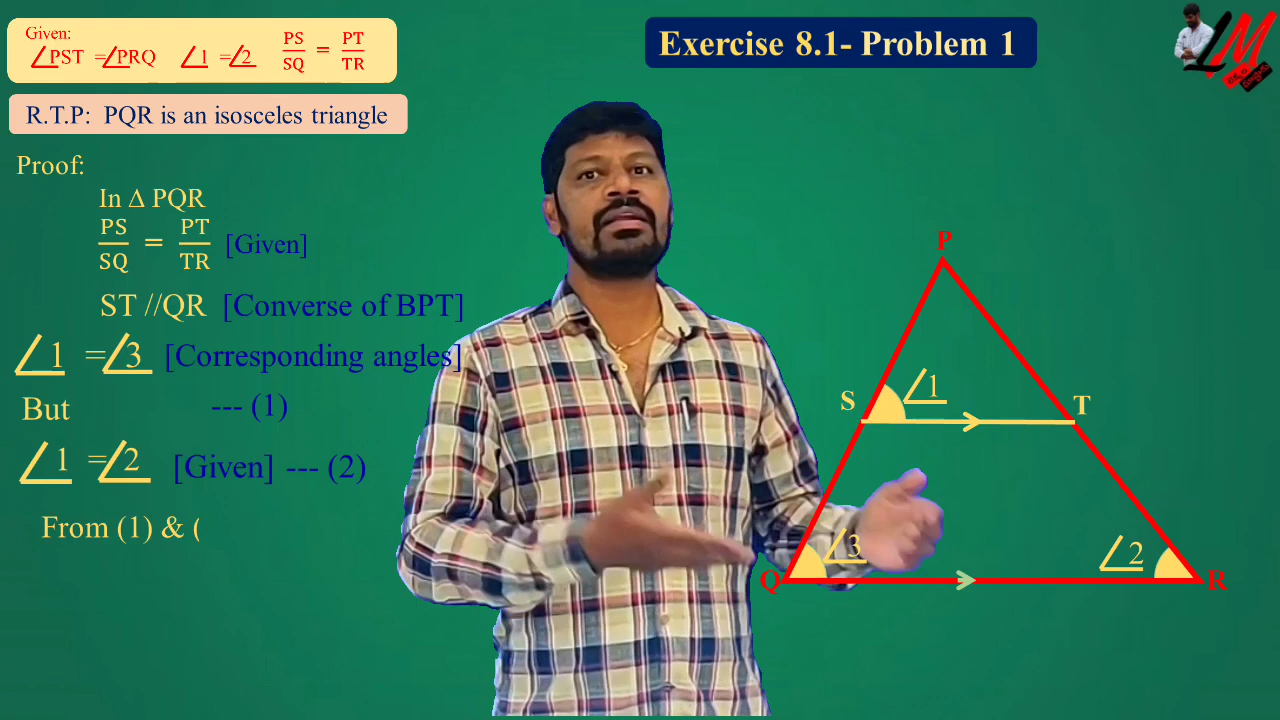 Given:
∠PST =∠PRQ ∠1 =∠2 PS/SQ = PT/TR
Exercise 8.1- Problem 1
LM
R.T.P: PQR is an isosceles triangle
Proof:
In Δ PQR
PS/SQ = PT/TR [Given]
ST //QR [Converse of BPT]
∠1 =∠3 [Corresponding angles]
But --- (1)
∠1 =∠2 [Given] --- (2)
From (1) & (
P
S ∠1 T
Q ∠3 ∠2 R